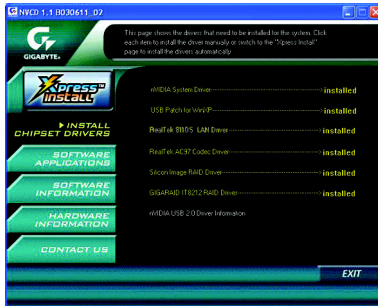 NVCD 1.1 B030611_D2
This page shows the drivers that need to be installed for the system. Click
each item to install the driver manually or switch to the "Xpress Install"
page to install the drivers automatically.
GIGABYTE™
Xpress™
INSTALL
INSTALL
CHIPSET DRIVERS
SOFTWARE
APPLICATIONS
SOFTWARE
INFORMATION
HARDWARE
INFORMATION
CONTACT US
nVIDIA System Driver > installed
USB Patch for WinXP > installed
RealTek 8110S LAN Driver > installed
RealTek AC97 Codec Driver > installed
Silicon Image RAID Driver > installed
GIGARAID IT8212 RAID Driver > installed
nVIDIA USB 2.0 Driver Information
EXIT